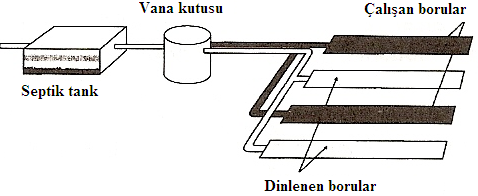 Vana kutusu
Çalışan borular
Septik tank
Dinlenen borular